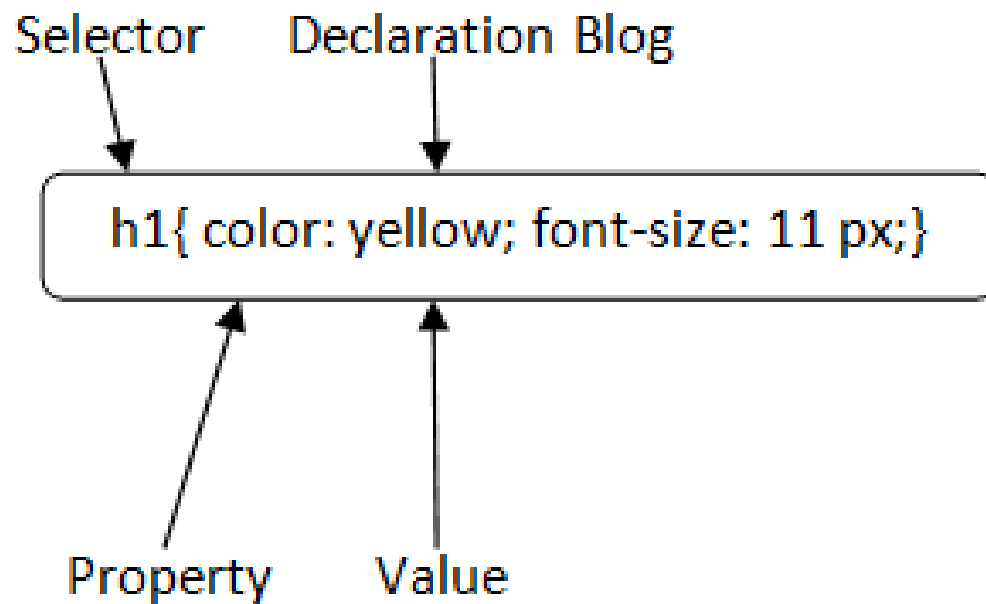 Selector Declaration Blog
h1{ color: yellow; font-size: 11 px;}
Property Value